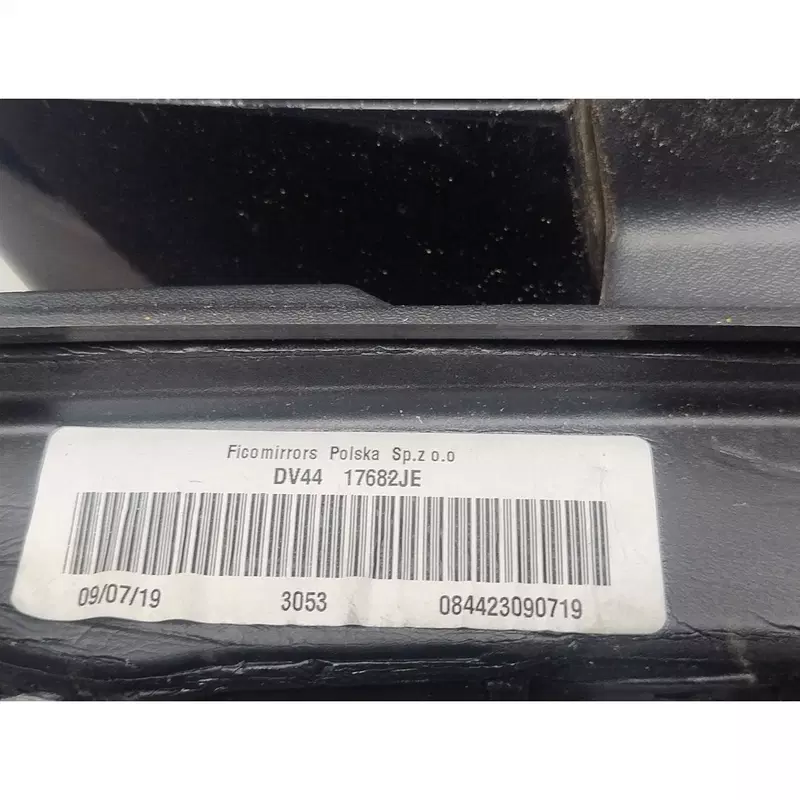 Ficomirrors Polska Sp.z o.o
DV44 17682JE
09/07/19 3053 084423090719